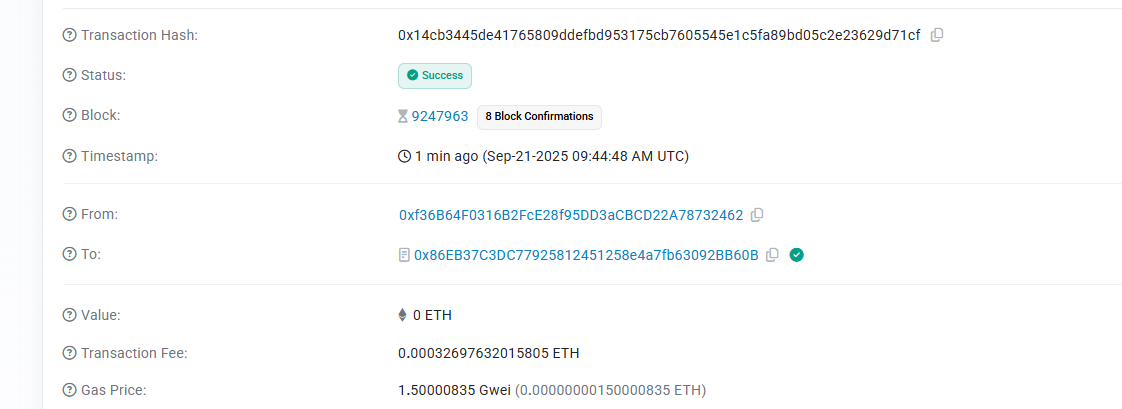 Transaction Hash: 0x14cb3445de41765809ddefbd953175cb7605545e1c5fa89bd05c2e23629d71cf
Status: Success
Block: 9247963 8 Block Confirmations
Timestamp: 1 min ago (Sep-21-2025 09:44:48 AM UTC)
From: 0xf36B64F0316B2FcE28f95DD3aCBCD22A78732462
To: 0x86EB37C3DC77925812451258e4a7fb63092BB60B
Value: 0 ETH
Transaction Fee: 0.00032697632015805 ETH
Gas Price: 1.50000835 Gwei (0.00000000150000835 ETH)